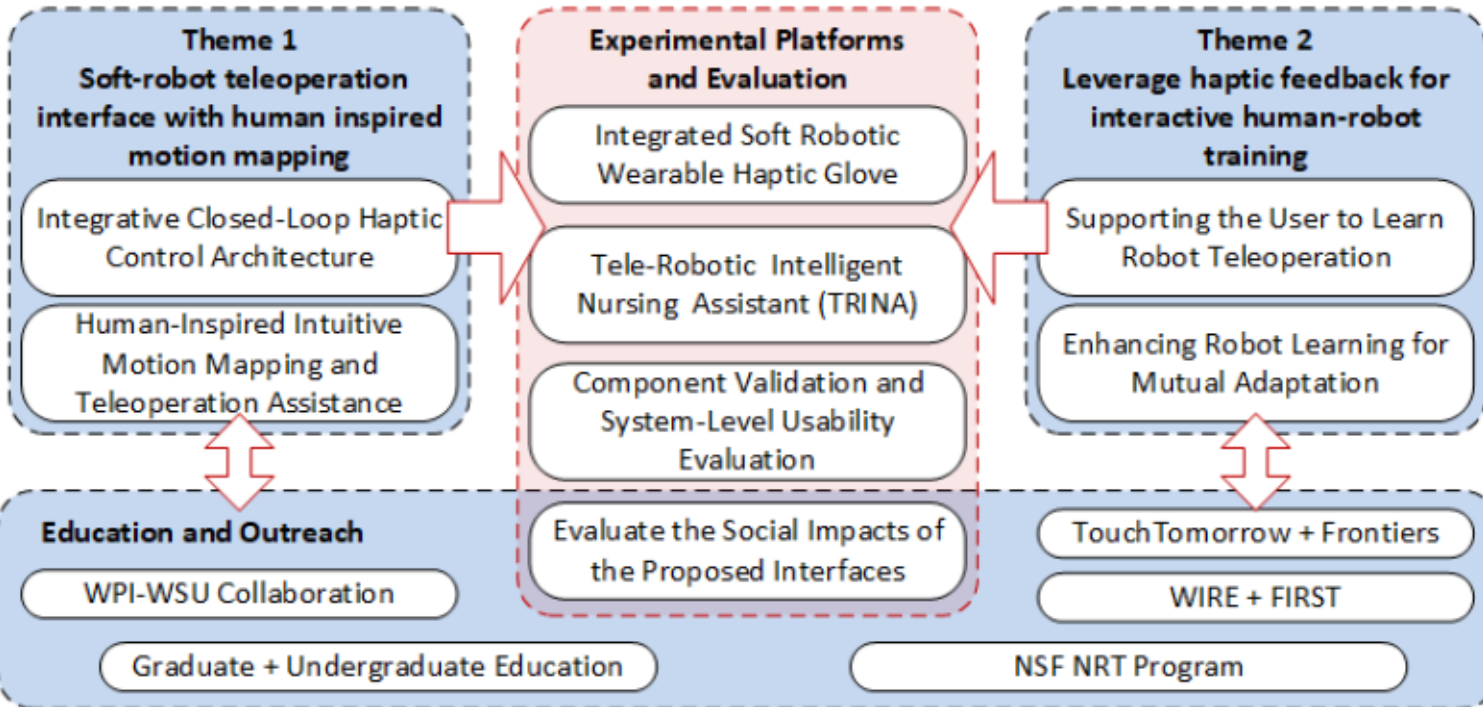 Theme 1
Soft-robot teleoperation
interface with human inspired
motion mapping
Integrative Closed-Loop Haptic
Control Architecture
Human-Inspired Intuitive
Motion Mapping and
Teleoperation Assistance
Experimental Platforms
and Evaluation
Integrated Soft Robotic
Wearable Haptic Glove
Tele-Robotic Intelligent
Nursing Assistant (TRINA)
Component Validation and
System-Level Usability
Evaluation
Evaluate the Social Impacts of
the Proposed Interfaces
Theme 2
Leverage haptic feedback for
interactive human-robot
training
Supporting the User to Learn
Robot Teleoperation
Enhancing Robot Learning for
Mutual Adaptation
Education and Outreach
WPI-WSU Collaboration
Graduate + Undergraduate Education
TouchTomorrow + Frontiers
WIRE + FIRST
NSF NRT Program